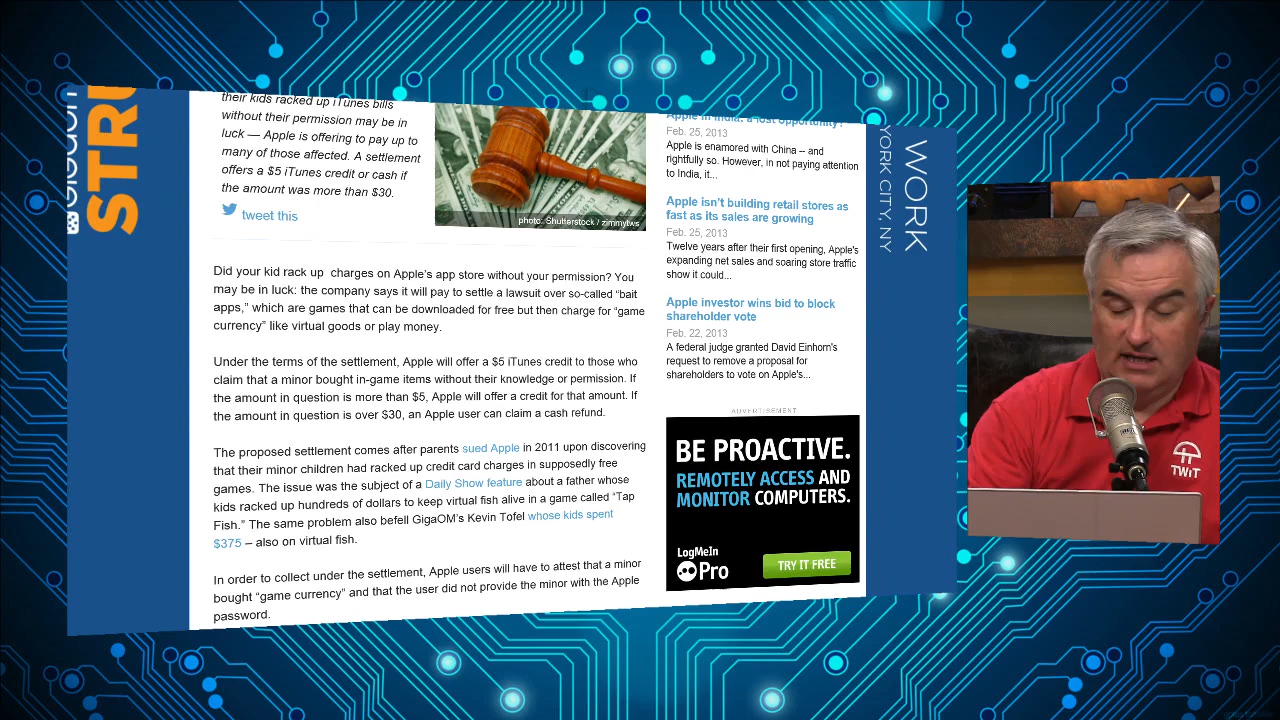 GIGAOM
STRU
their kids racked up iTunes bills
without their permission may be in
luck — Apple is offering to pay up to
many of those affected. A settlement
offers a $5 iTunes credit or cash if
the amount was more than $30.
tweet this
photo: Shutterstock / zimmytws
Did your kid rack up charges on Apple's app store without your permission? You
may be in luck: the company says it will pay to settle a lawsuit over so-called “bait
apps,” which are games that can be downloaded for free but then charge for “game
currency” like virtual goods or play money.
Under the terms of the settlement, Apple will offer a $5 iTunes credit to those who
claim that a minor bought in-game items without their knowledge or permission. If
the amount in question is more than $5, Apple will offer a credit for that amount. If
the amount in question is over $30, an Apple user can claim a cash refund.
The proposed settlement comes after parents sued Apple in 2011 upon discovering
that their minor children had racked up credit card charges in supposedly free
games. The issue was the subject of a Daily Show feature about a father whose
kids racked up hundreds of dollars to keep virtual fish alive in a game called “Tap
Fish.” The same problem also befell GigaOM's Kevin Tofel whose kids spent
$375 – also on virtual fish.
In order to collect under the settlement, Apple users will have to attest that a minor
bought “game currency” and that the user did not provide the minor with the Apple
password.
Apple in India: a lost opportunity?
Feb. 25, 2013
Apple is enamored with China -- and
rightfully so. However, in not paying attention
to India, it...
Apple isn't building retail stores as
fast as its sales are growing
Feb. 25, 2013
Twelve years after their first opening, Apple's
expanding net sales and soaring store traffic
show it could...
Apple investor wins bid to block
shareholder vote
Feb. 22, 2013
A federal judge granted David Einhorn's
request to remove a proposal for
shareholders to vote on Apple's...
ADVERTISEMENT
BE PROACTIVE.
REMOTELY ACCESS AND
MONITOR COMPUTERS.
LogMeIn
Pro
TRY IT FREE
WORK
YORK CITY, NY
TWiT